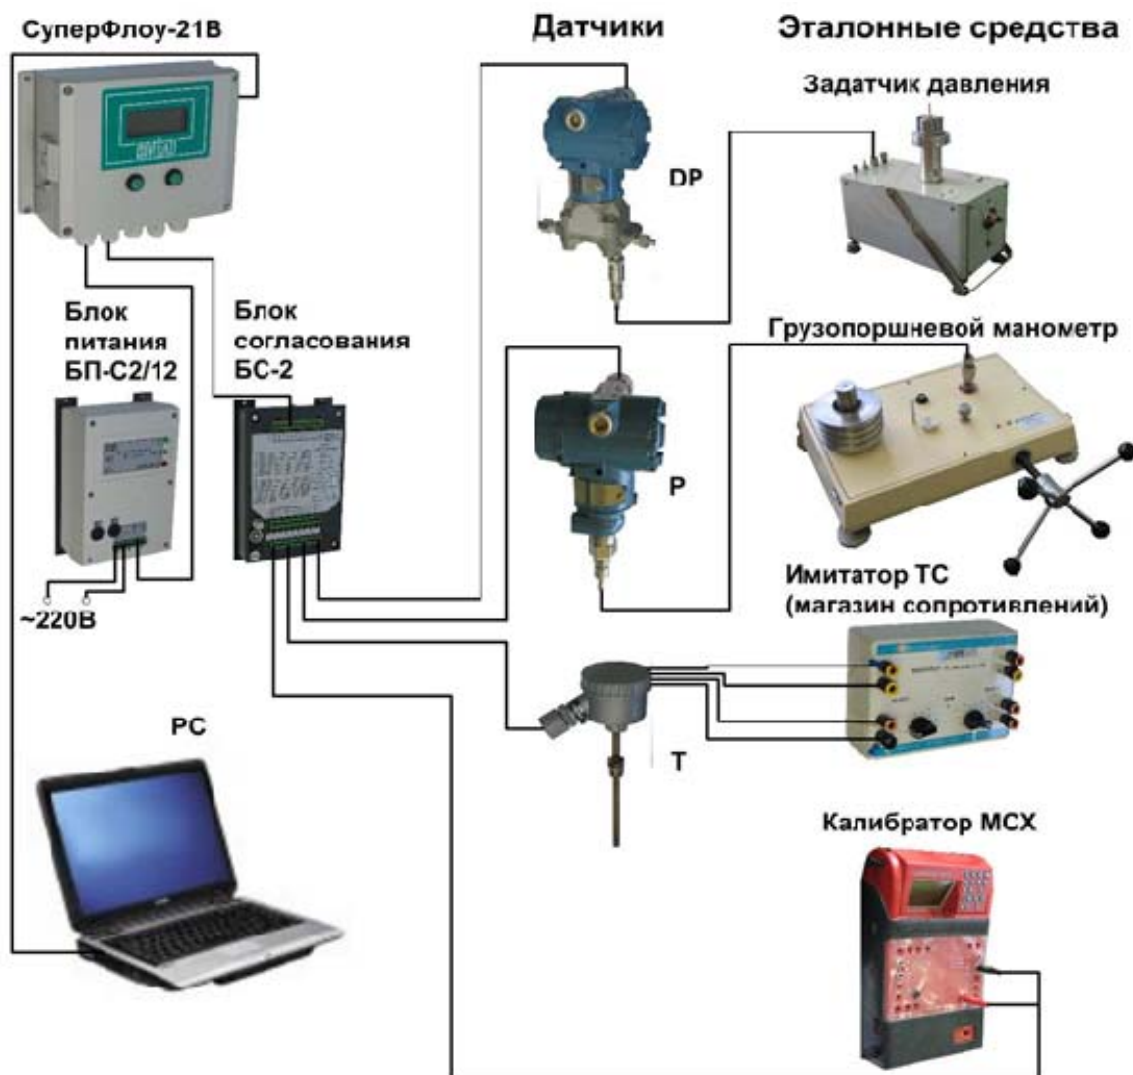 СуперФлоу-21В
Датчики
Эталонные средства
Задатчик давления
DP
Блок
питания
БП-С2/12
Блок
согласования
БС-2
Грузопоршневой манометр
P
~220В
Имитатор ТС
(магазин сопротивлений)
PC
T
Калибратор МСХ